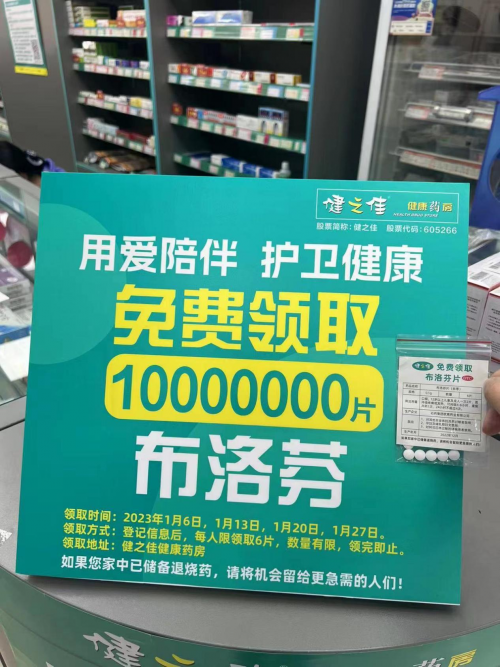 健之佳 健康药房
HEALTH DRUG STORE
股票简称:健之佳 股票代码:605266
用爱陪伴 护卫健康
免费领取
10000000片
布洛芬
领取时间:2023年1月6日,1月13日,1月20日,1月27日。
领取方式:登记信息后,每人限领取6片,数量有限,领完即止。
领取地址:健之佳健康药房
如果您家中已储备退烧药,请将机会留给更急需的人们!
健之佳 免费领取
布洛芬片
健之佳